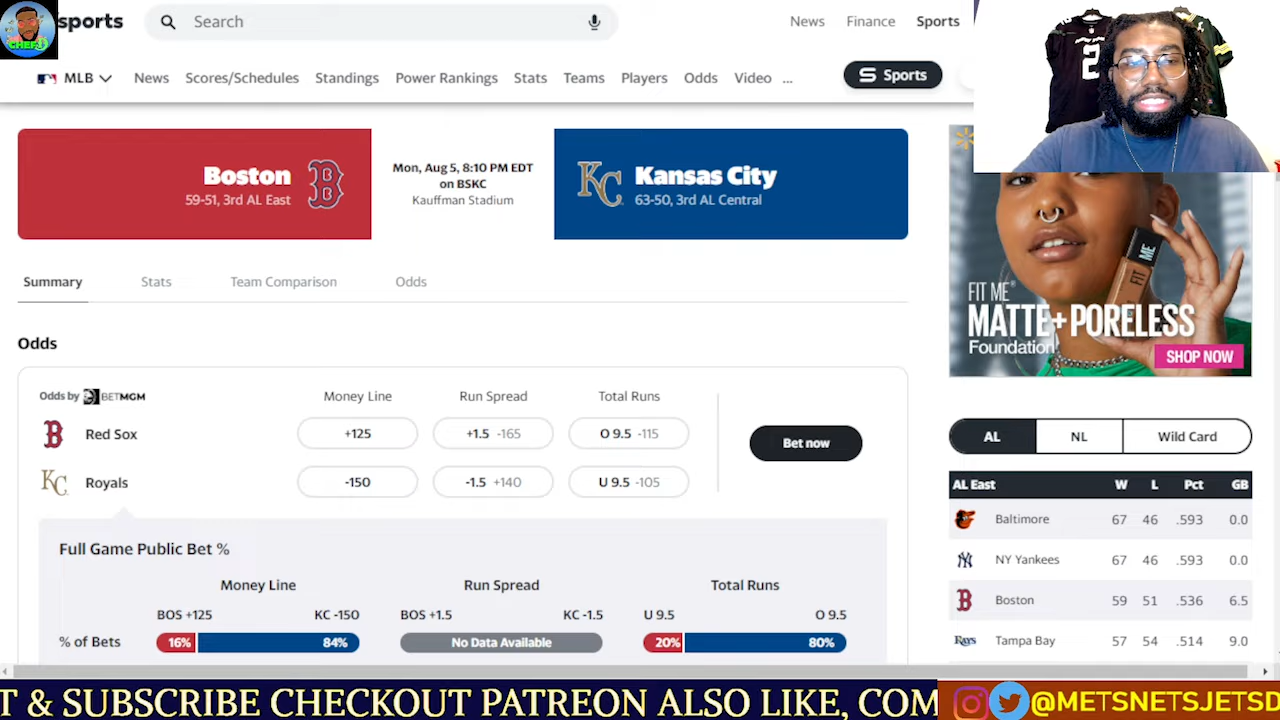 CHEF
sports
Search
News Finance Sports
MLB News Scores/Schedules Standings Power Rankings Stats Teams Players Odds Video ...
S Sports
2
Boston
59-51, 3rd AL East
B
Mon, Aug 5, 8:10 PM EDT
on BSKC
Kauffman Stadium
KC
Kansas City
63-50, 3rd AL Central
Summary Stats Team Comparison Odds
Odds
Odds by BETMGM Money Line Run Spread Total Runs
B Red Sox +125 +1.5 -165 O 9.5 -115
KC Royals -150 -1.5 +140 U 9.5 -105
Bet now
Full Game Public Bet %
Money Line Run Spread Total Runs
BOS +125 KC -150 BOS +1.5 KC -1.5 U 9.5 O 9.5
% of Bets 16% 84% No Data Available 20% 80%
ME
FIT
FIT ME®
MATTE+PORELESS
Foundation
SHOP NOW
AL NL Wild Card
AL East W L Pct GB
Baltimore 67 46 .593 0.0
NY Yankees 67 46 .593 0.0
B Boston 59 51 .536 6.5
Rays Tampa Bay 57 54 .514 9.0
T & SUBSCRIBE CHECKOUT PATREON ALSO LIKE, COM
@METSNETSJETSD